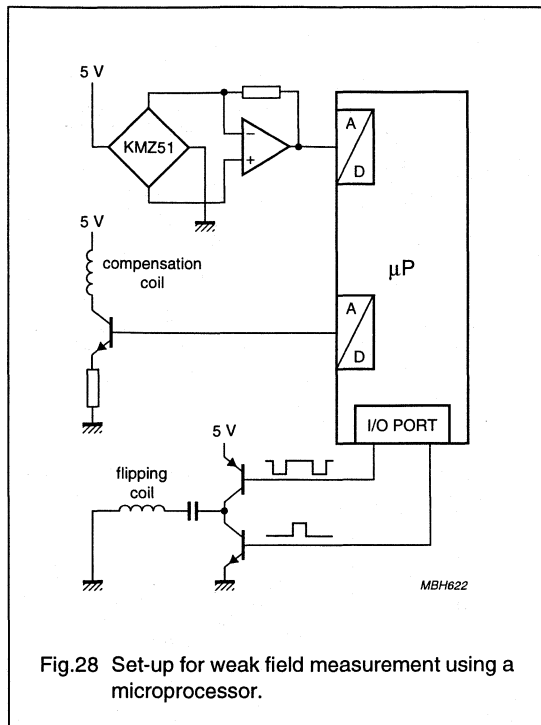 5 V
KMZ51
−
+
A
D
μP
5 V
compensation
coil
A
D
I/O PORT
5 V
flipping
coil
MBH622
Fig.28 Set-up for weak field measurement using a
microprocessor.